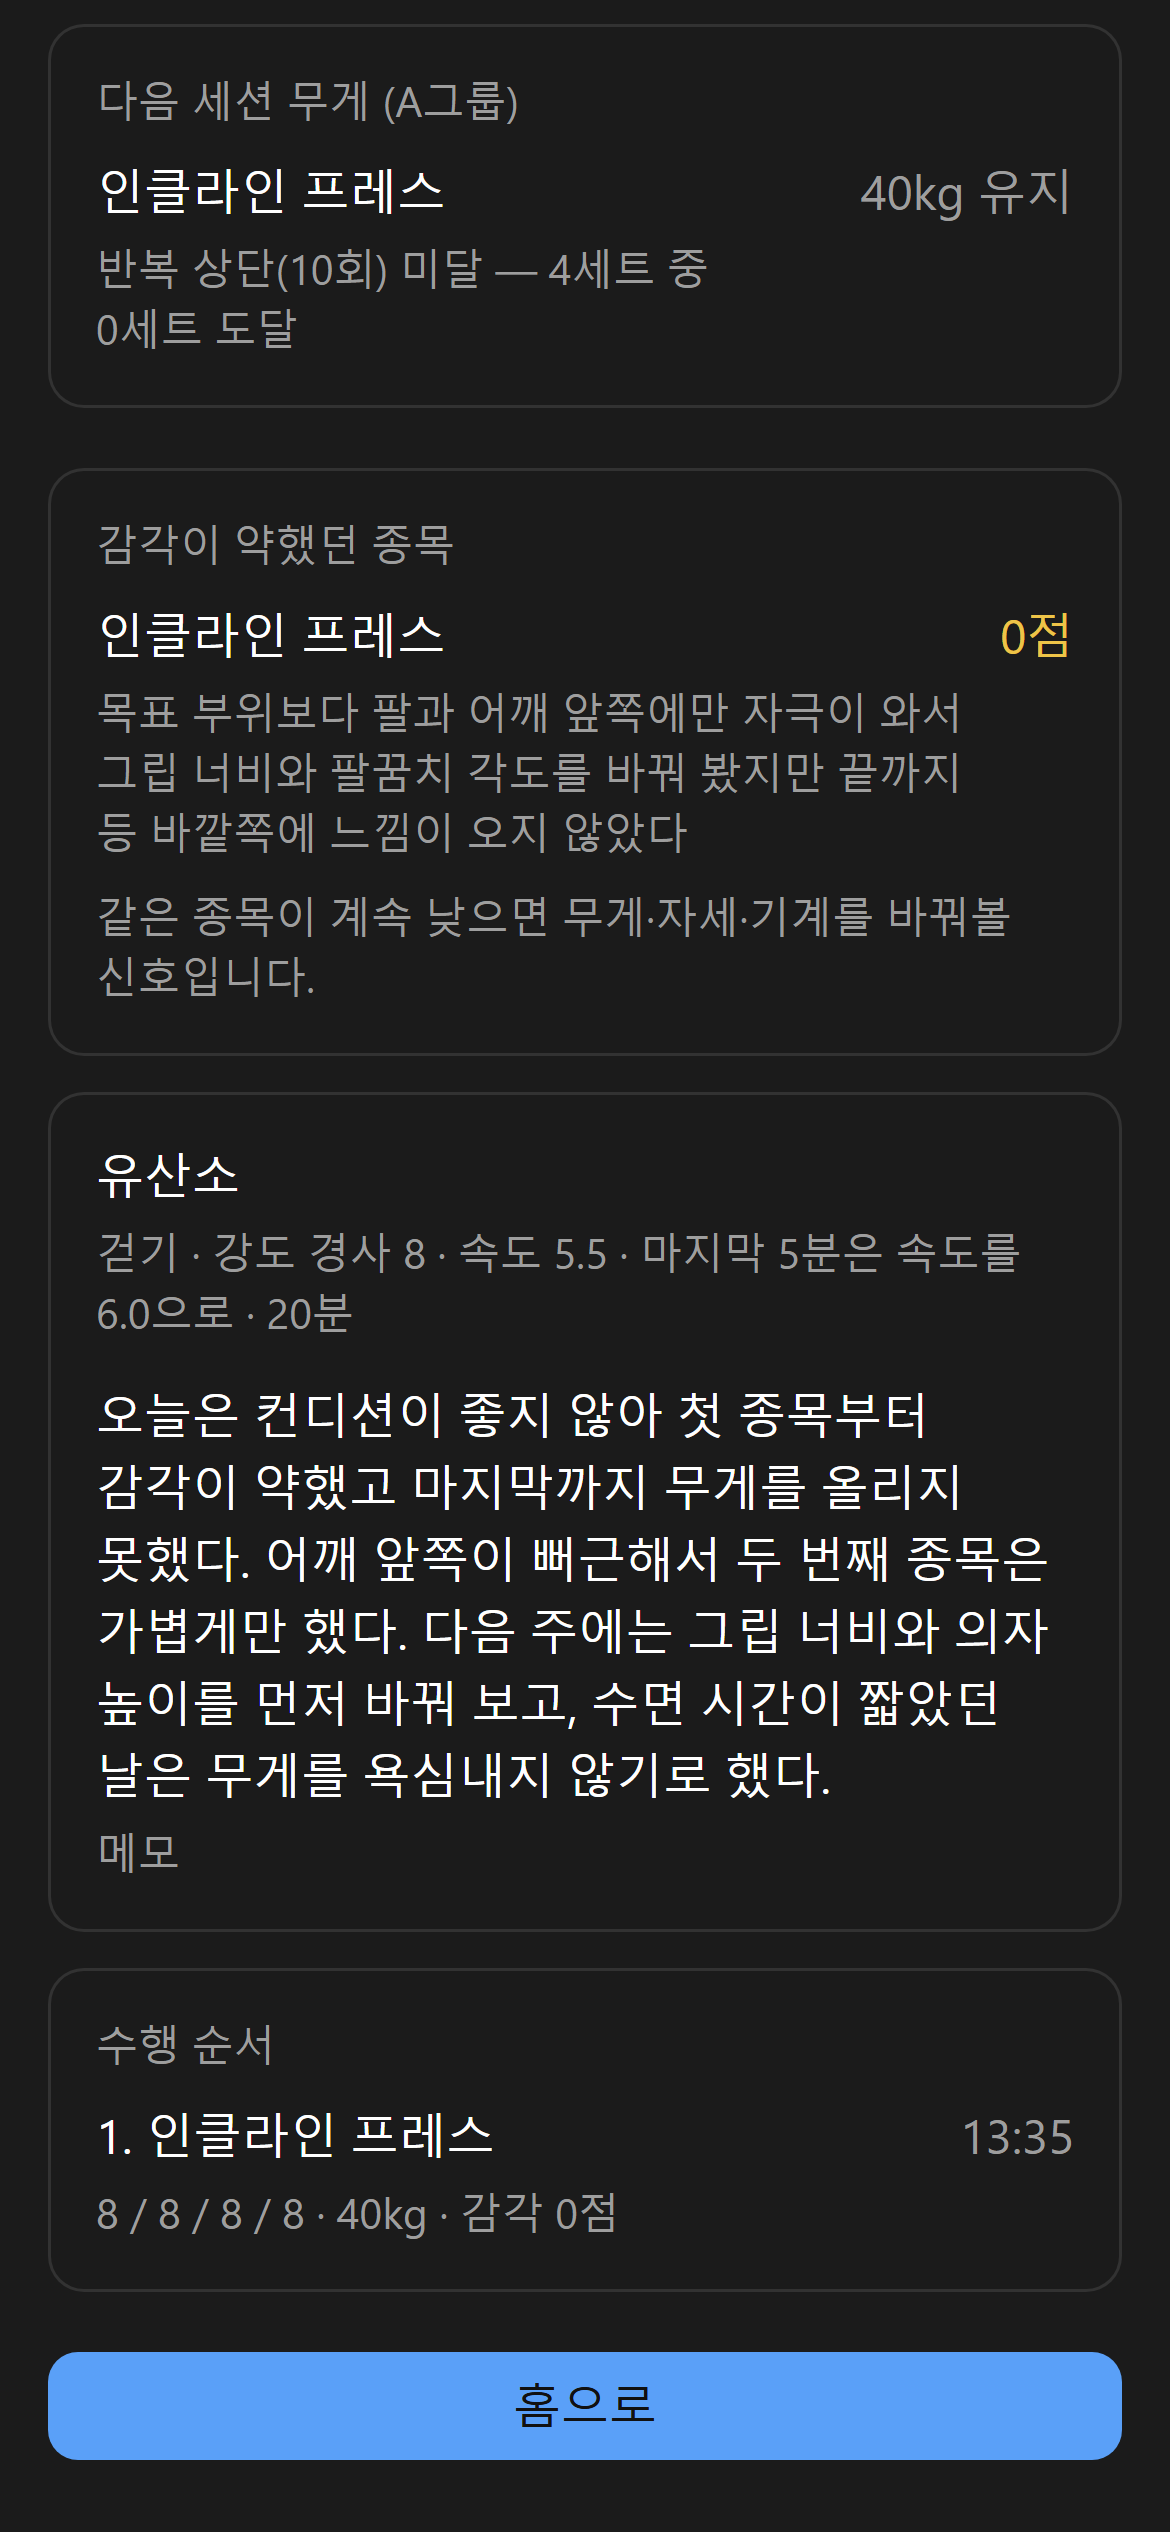 다음 세션 무게 (A그룹)
인클라인 프레스
40kg 유지
반복 상단(10회) 미달 — 4세트 중
0세트 도달
감각이 약했던 종목
인클라인 프레스
0점
목표 부위보다 팔과 어깨 앞쪽에만 자극이 와서
그립 너비와 팔꿈치 각도를 바꿔 봤지만 끝까지
등 바깥쪽에 느낌이 오지 않았다
같은 종목이 계속 낮으면 무게·자세·기계를 바꿔볼
신호입니다.
유산소
걷기 · 강도 경사 8 · 속도 5.5 · 마지막 5분은 속도를
6.0으로 · 20분
오늘은 컨디션이 좋지 않아 첫 종목부터
감각이 약했고 마지막까지 무게를 올리지
못했다. 어깨 앞쪽이 뻐근해서 두 번째 종목은
가볍게만 했다. 다음 주에는 그립 너비와 의자
높이를 먼저 바꿔 보고, 수면 시간이 짧았던
날은 무게를 욕심내지 않기로 했다.
메모
수행 순서
1. 인클라인 프레스
13:35
8 / 8 / 8 / 8 · 40kg · 감각 0점
홈으로